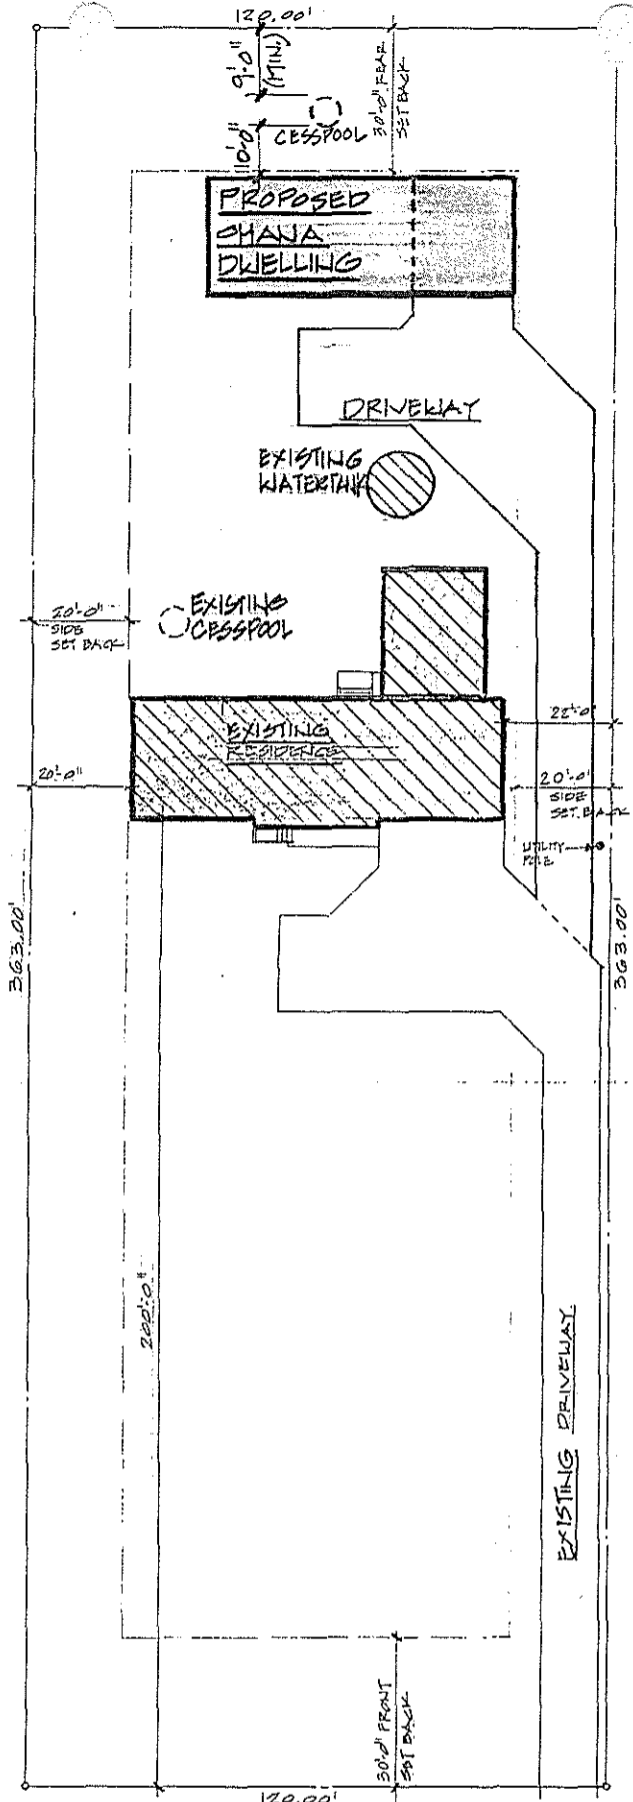 120.00'
9'-0"
(MIN.)
30'-0" REAR
SET BACK
10'-0"
CESSPOOL
PROPOSED
OHANA
DWELLING
DRIVEWAY
EXISTING
WATERTANK
20'-0"
SIDE
SET BACK
EXISTING
CESSPOOL
EXISTING
RESIDENCE
22'-0"
20'-0"
20'-0"
SIDE
SET BACK
UTILITY
POLE
363.00'
363.00'
200'-0"
EXISTING DRIVEWAY
30'-0" FRONT
SET BACK
120.00'